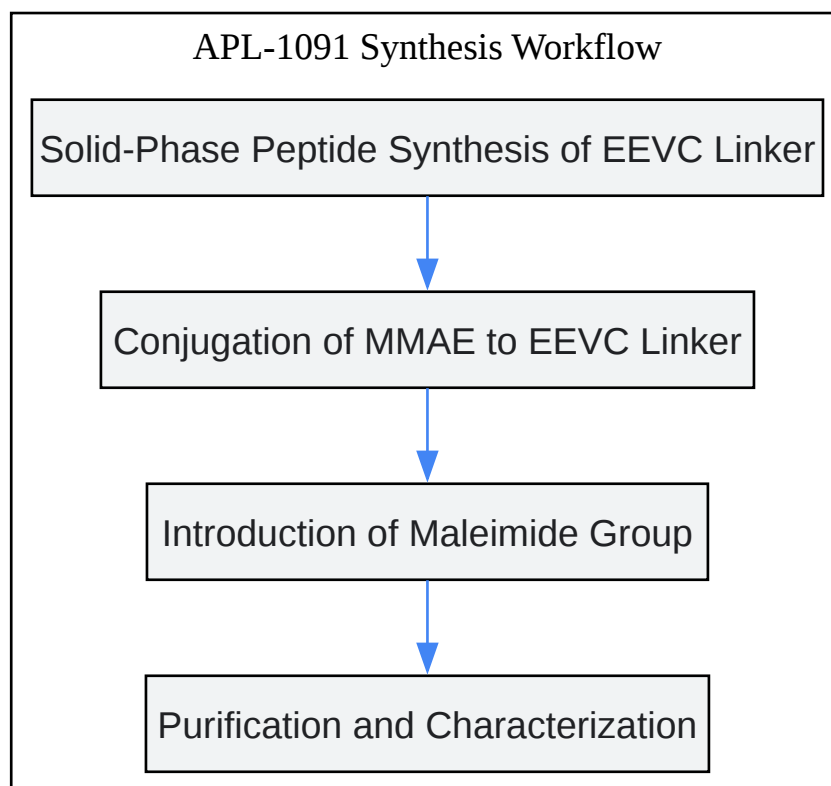 APL-1091 Synthesis Workflow
Solid-Phase Peptide Synthesis of EEVC Linker
Conjugation of MMAE to EEVC Linker
Introduction of Maleimide Group
Purification and Characterization